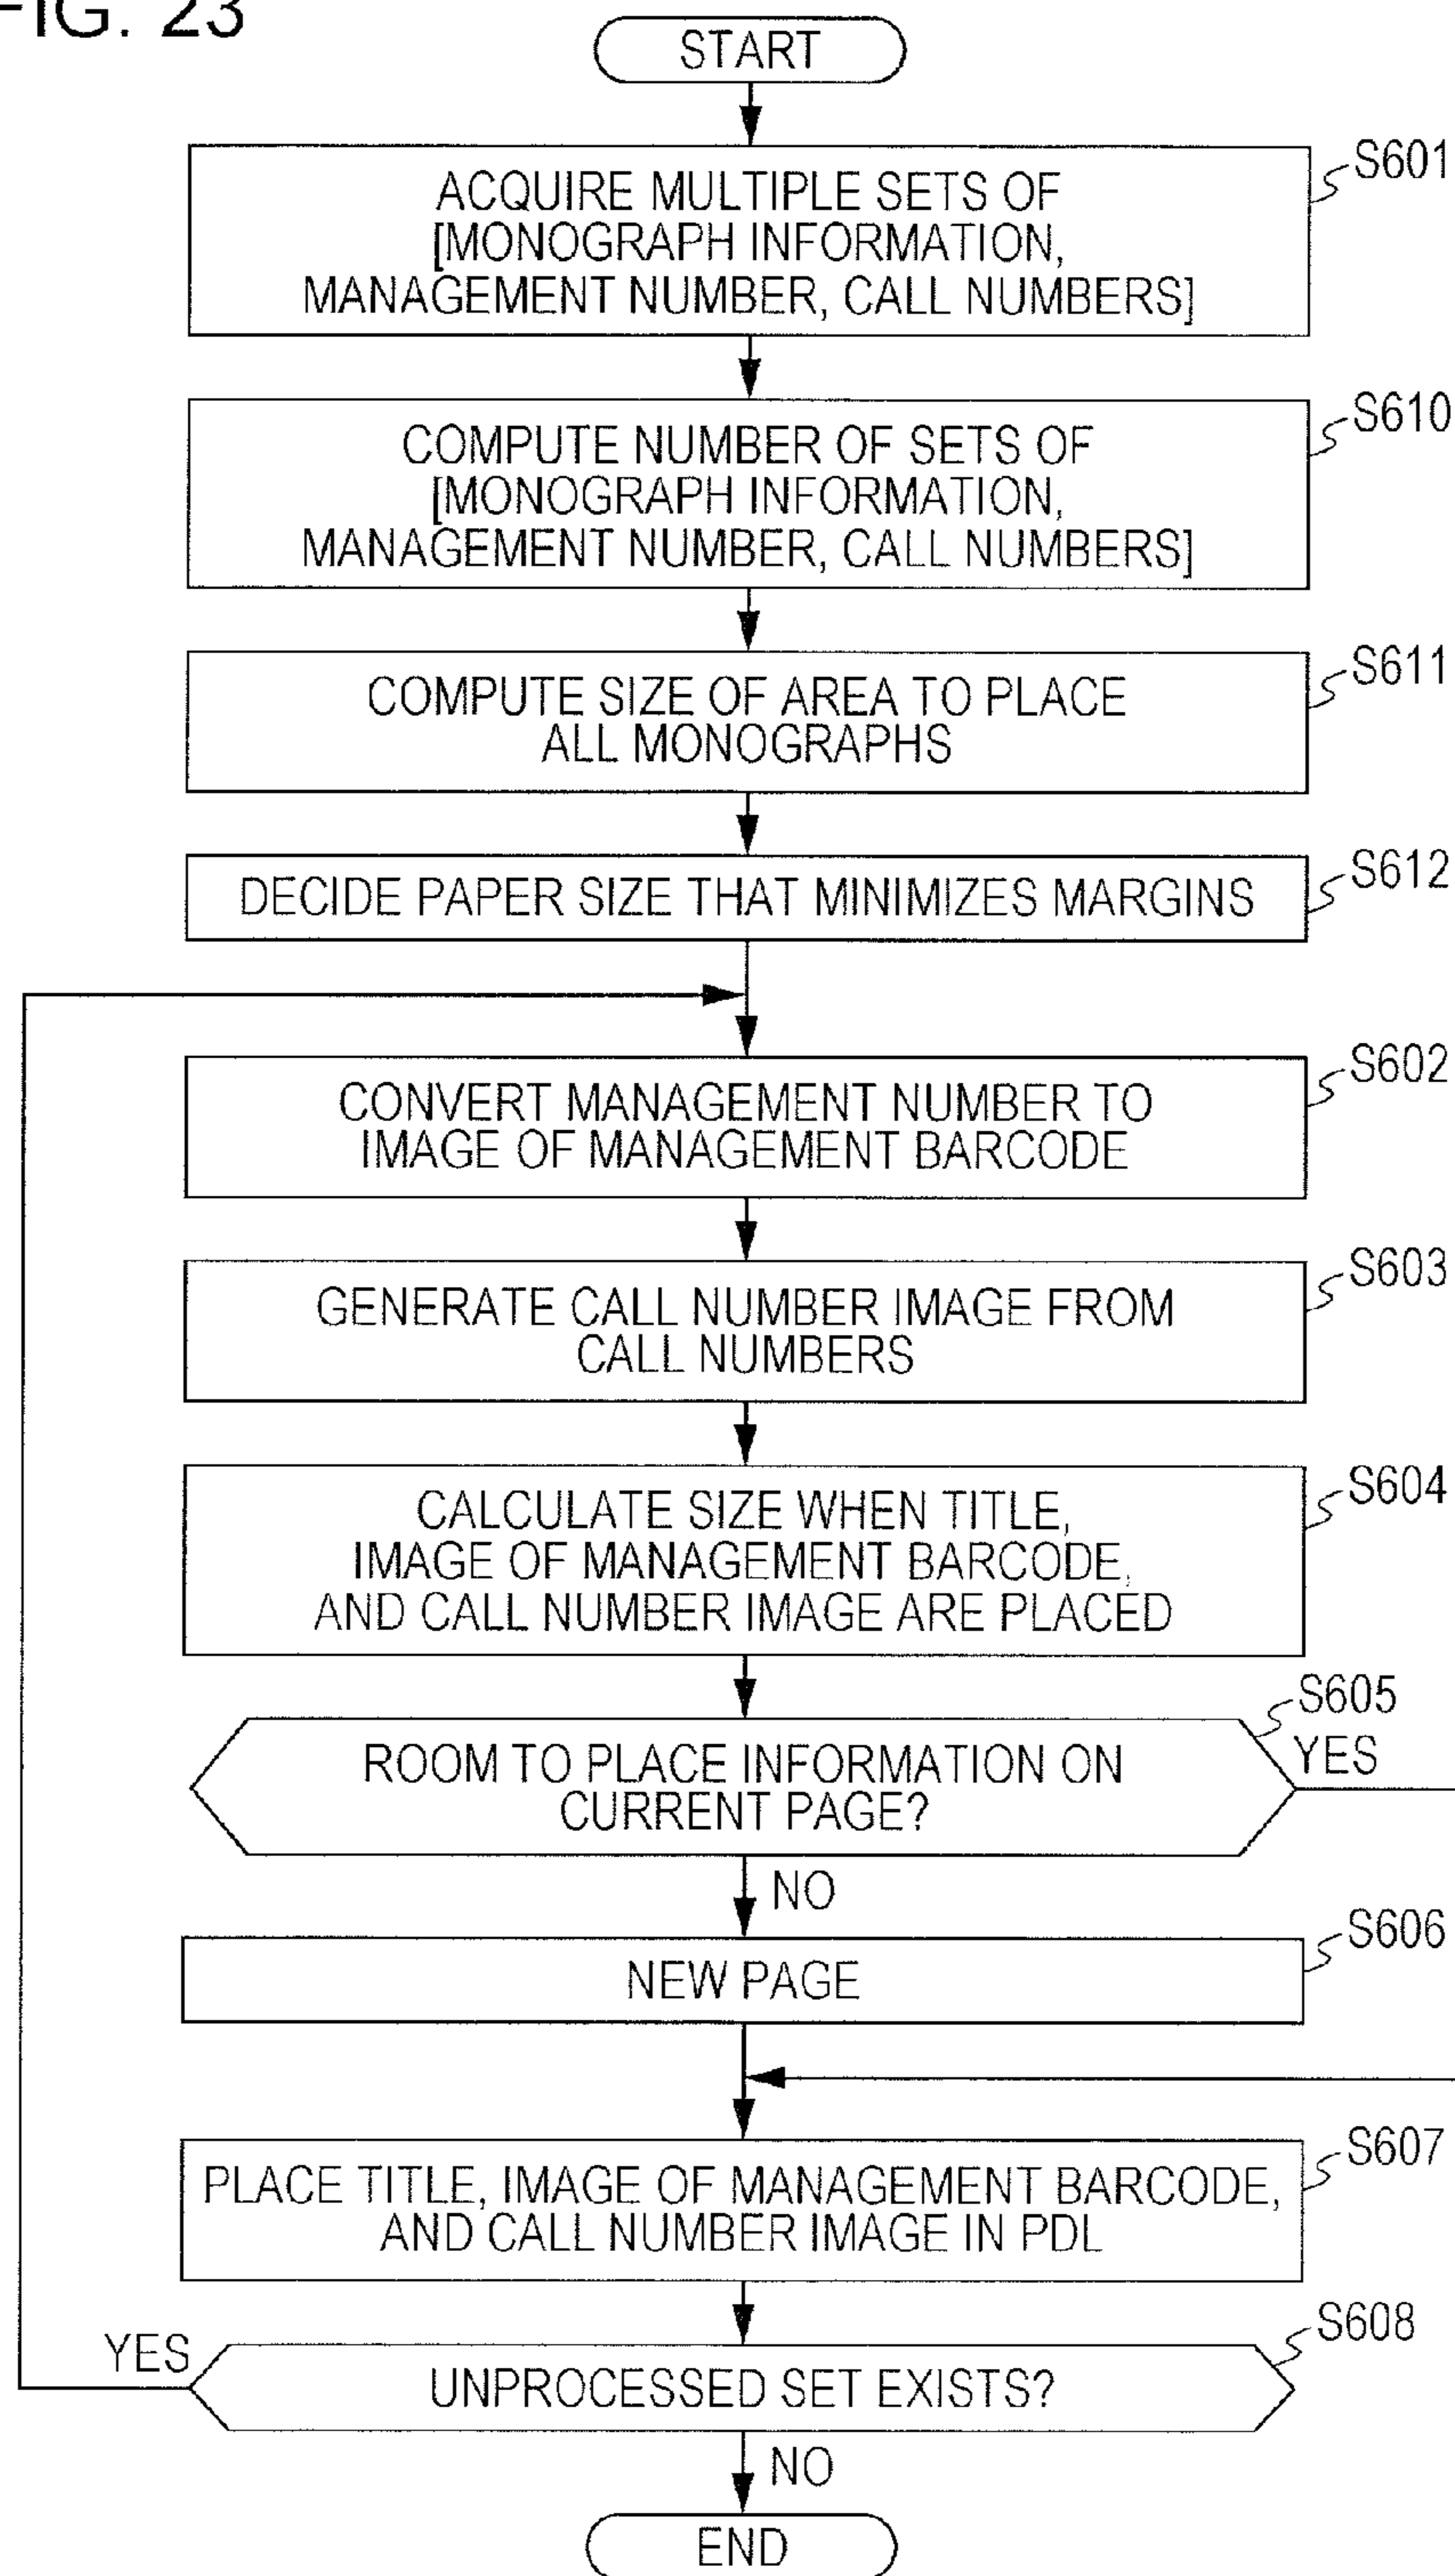 FIG. 23
START
S601
ACQUIRE MULTIPLE SETS OF
[MONOGRAPH INFORMATION,
MANAGEMENT NUMBER, CALL NUMBERS]
S610
COMPUTE NUMBER OF SETS OF
[MONOGRAPH INFORMATION,
MANAGEMENT NUMBER, CALL NUMBERS]
S611
COMPUTE SIZE OF AREA TO PLACE
ALL MONOGRAPHS
S612
DECIDE PAPER SIZE THAT MINIMIZES MARGINS
S602
CONVERT MANAGEMENT NUMBER TO
IMAGE OF MANAGEMENT BARCODE
S603
GENERATE CALL NUMBER IMAGE FROM
CALL NUMBERS
S604
CALCULATE SIZE WHEN TITLE,
IMAGE OF MANAGEMENT BARCODE,
AND CALL NUMBER IMAGE ARE PLACED
S605
YES
ROOM TO PLACE INFORMATION ON
CURRENT PAGE?
NO
S606
NEW PAGE
S607
PLACE TITLE, IMAGE OF MANAGEMENT BARCODE,
AND CALL NUMBER IMAGE IN PDL
S608
YES
UNPROCESSED SET EXISTS?
NO
END